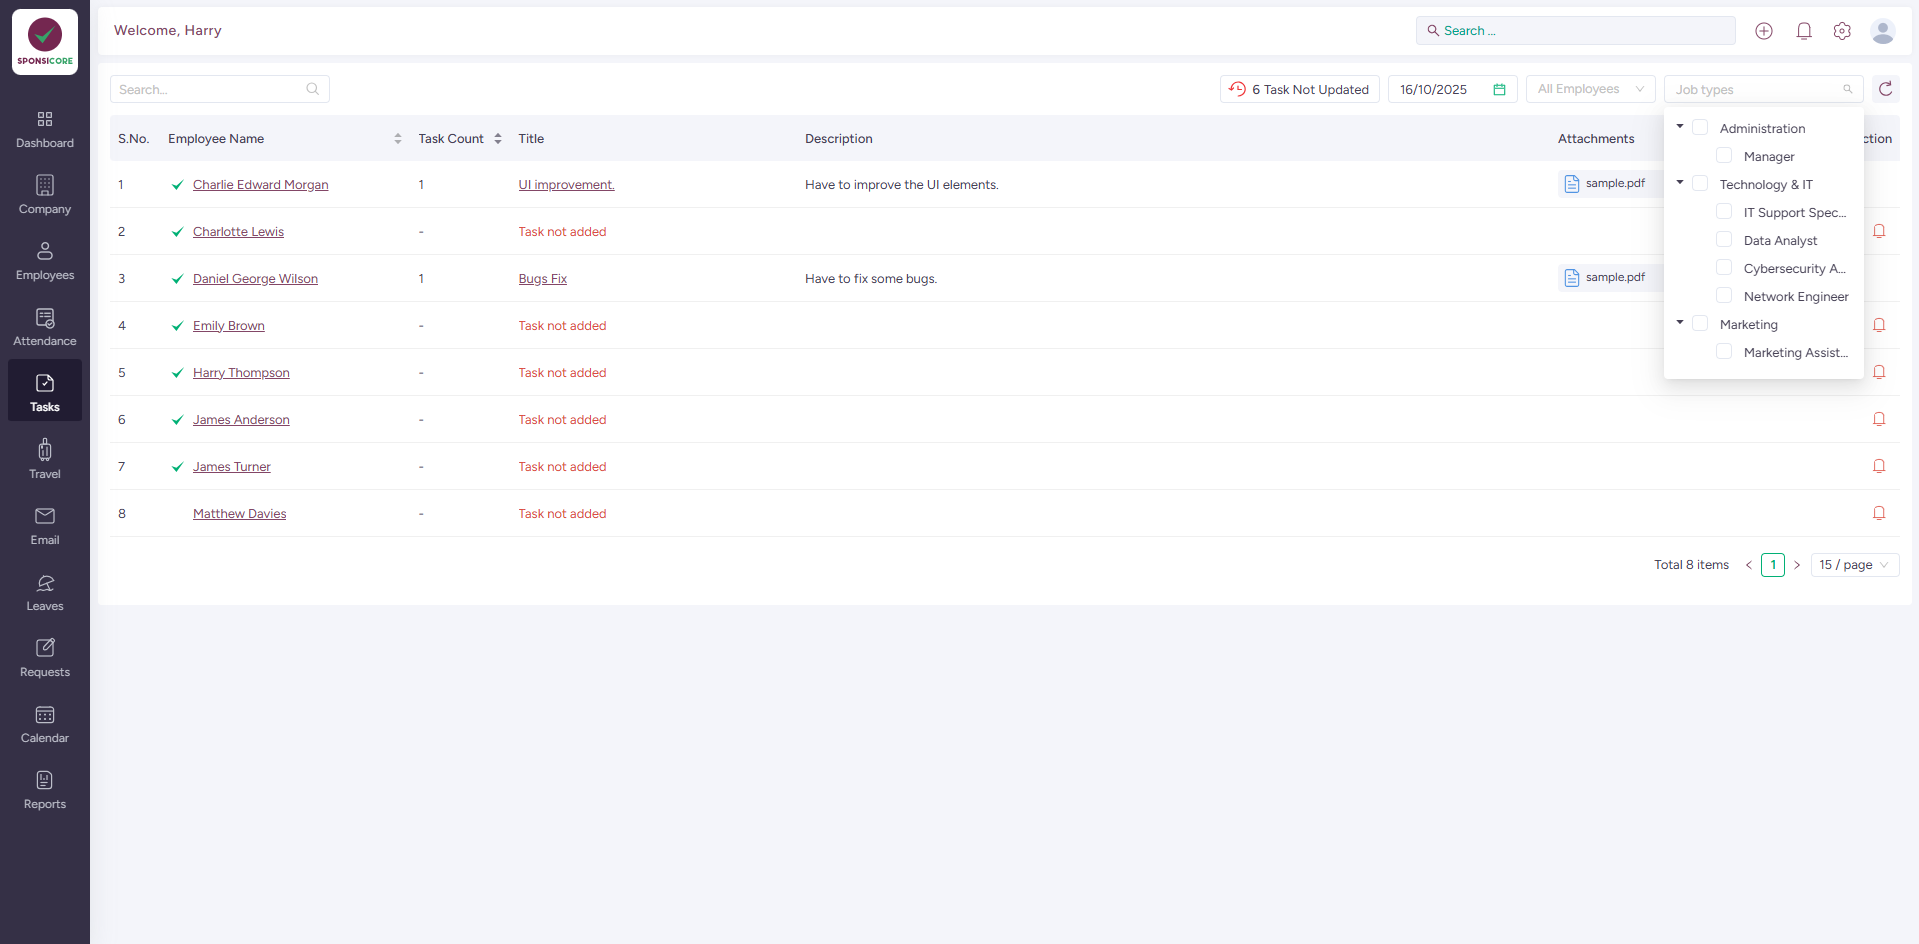 SPONSICORE
Welcome, Harry
Search ...
Dashboard
Company
Employees
Attendance
Tasks
Travel
Email
Leaves
Requests
Calendar
Reports
Search...
6 Task Not Updated
16/10/2025
All Employees
Job types
S.No. Employee Name Task Count Title Description Attachments ction
1 Charlie Edward Morgan 1 UI improvement. Have to improve the UI elements. sample.pdf
2 Charlotte Lewis - Task not added
3 Daniel George Wilson 1 Bugs Fix Have to fix some bugs. sample.pdf
4 Emily Brown - Task not added
5 Harry Thompson - Task not added
6 James Anderson - Task not added
7 James Turner - Task not added
8 Matthew Davies - Task not added
Administration
Manager
Technology & IT
IT Support Spec...
Data Analyst
Cybersecurity A...
Network Engineer
Marketing
Marketing Assist...
Total 8 items < 1 > 15 / page